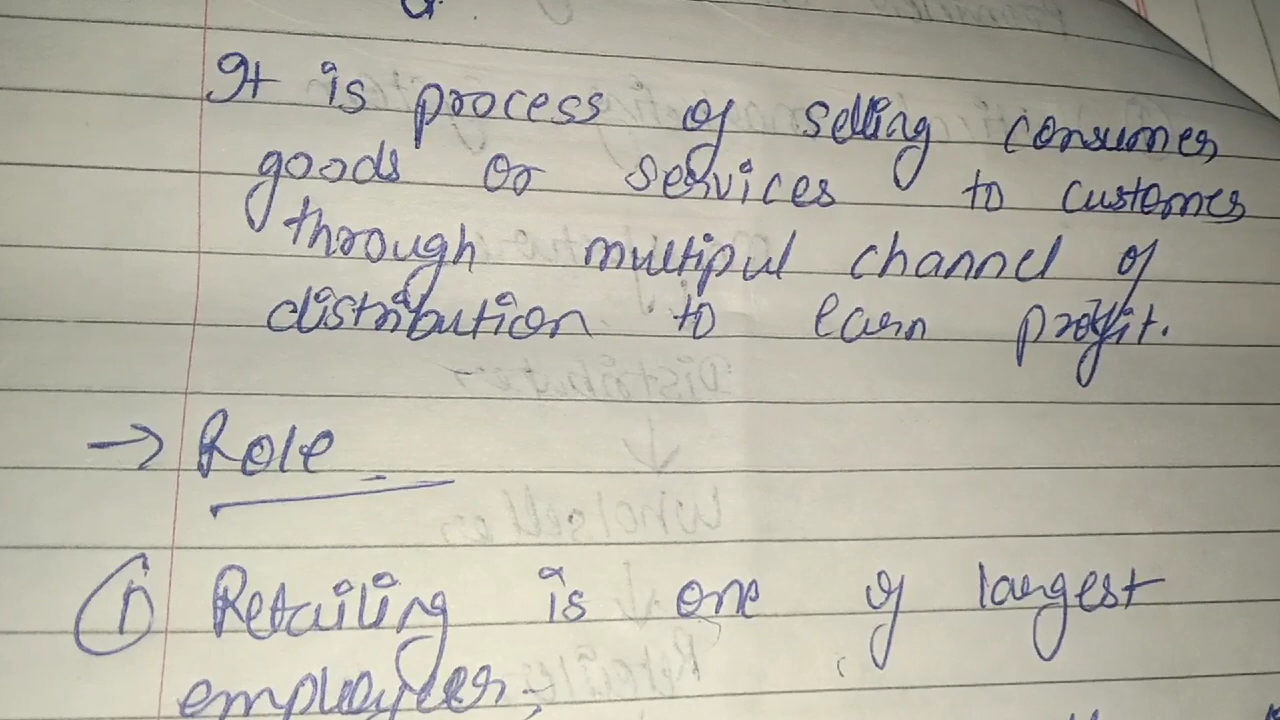 It is process of selling consumer
goods or services to customers
through multipul channel of
distribution to earn profit.
→ Role
① Retailing is one of largest
employeer.